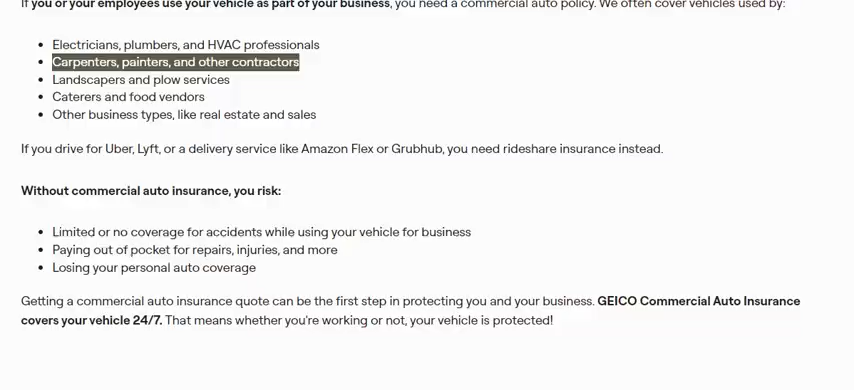 If you or your employees use your vehicle as part of your business, you need a commercial auto policy. We often cover vehicles used by:
• Electricians, plumbers, and HVAC professionals
• Carpenters, painters, and other contractors
• Landscapers and plow services
• Caterers and food vendors
• Other business types, like real estate and sales
If you drive for Uber, Lyft, or a delivery service like Amazon Flex or Grubhub, you need rideshare insurance instead.
Without commercial auto insurance, you risk:
• Limited or no coverage for accidents while using your vehicle for business
• Paying out of pocket for repairs, injuries, and more
• Losing your personal auto coverage
Getting a commercial auto insurance quote can be the first step in protecting you and your business. GEICO Commercial Auto Insurance
covers your vehicle 24/7. That means whether you're working or not, your vehicle is protected!